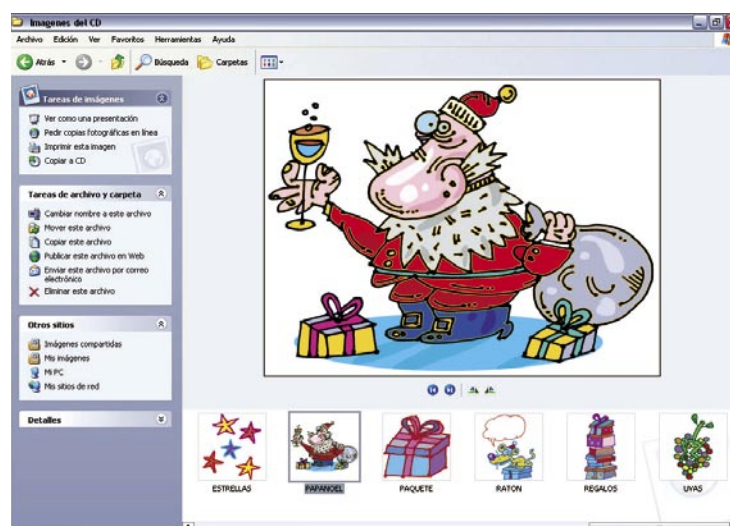 Imagenes del CD
Archivo Edición Ver Favoritos Herramientas Ayuda
Atrás Búsqueda Carpetas
Tareas de imágenes
Ver como una presentación
Pedir copias fotográficas en línea
Imprimir esta imagen
Copiar a CD
Tareas de archivo y carpeta
Cambiar nombre a este archivo
Mover este archivo
Copiar este archivo
Publicar este archivo en Web
Enviar este archivo por correo
electrónico
Eliminar este archivo
Otros sitios
Imágenes compartidas
Mis imágenes
Mi PC
Mis sitios de red
Detalles
ESTRELLAS PAPANOEL PAQUETE RATON REGALOS UVAS